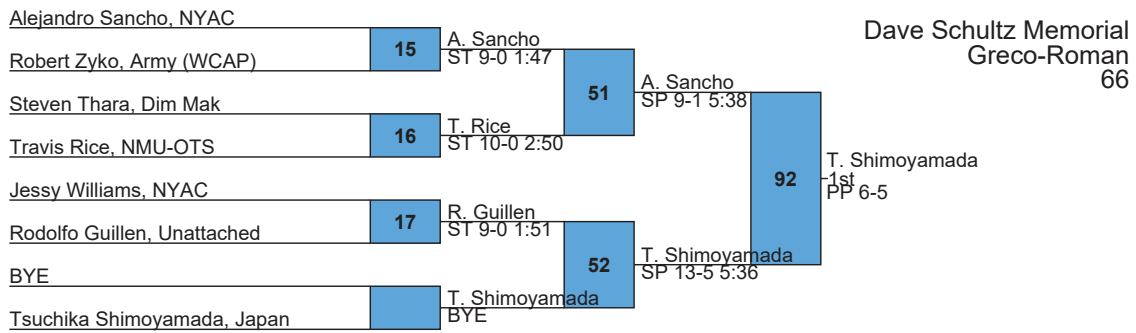 Dave Schultz Memorial
Greco-Roman
66
Alejandro Sancho, NYAC
15
Robert Zyko, Army (WCAP)
A. Sancho
ST 9-0 1:47
Steven Thara, Dim Mak
16
Travis Rice, NMU-OTS
T. Rice
ST 10-0 2:50
51
A. Sancho
SP 9-1 5:38
Jessy Williams, NYAC
17
Rodolfo Guillen, Unattached
R. Guillen
ST 9-0 1:51
BYE
Tsuchika Shimoyamada, Japan
T. Shimoyamada
BYE
52
T. Shimoyamada
SP 13-5 5:36
92
T. Shimoyamada
1st
PP 6-5